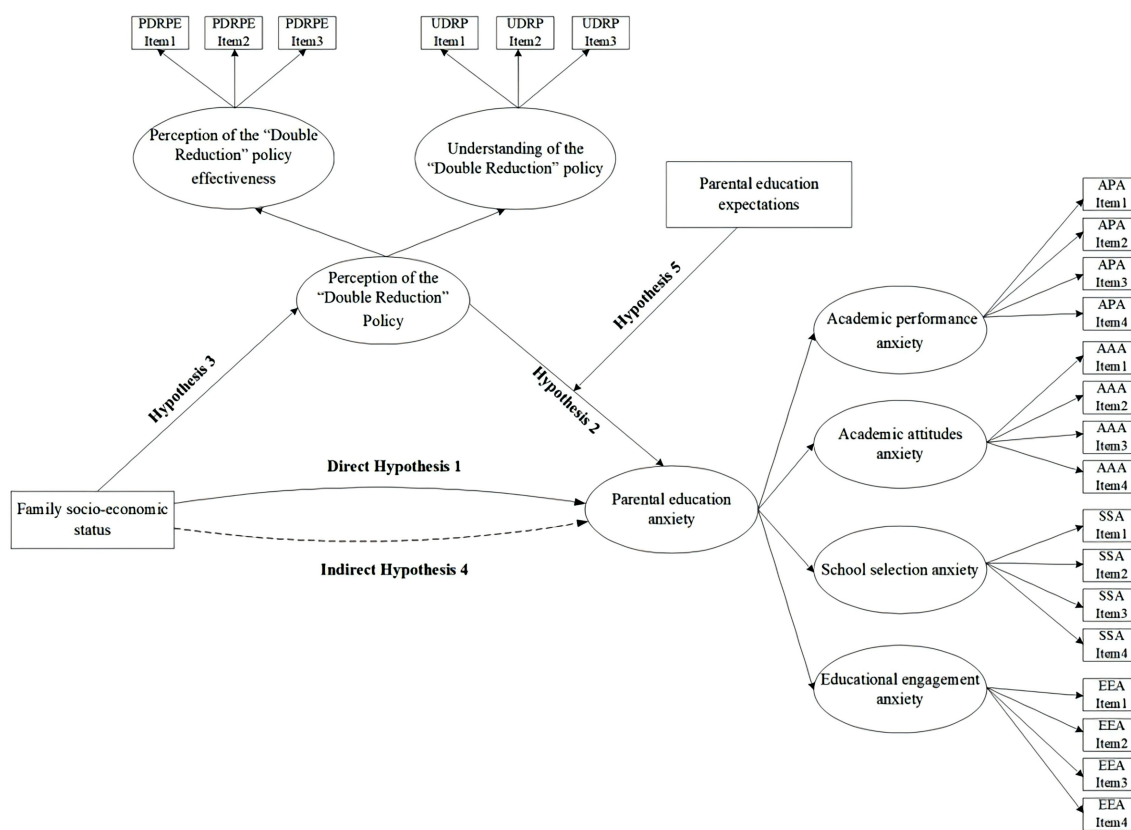 PDRPE
Item1
PDRPE
Item2
PDRPE
Item3
UDRP
Item1
UDRP
Item2
UDRP
Item3
Perception of the “Double
Reduction” policy
effectiveness
Understanding of the
“Double Reduction” policy
Parental education
expectations
Perception of the
“Double Reduction”
Policy
Hypothesis 5
Hypothesis 3
Hypothesis 2
Direct Hypothesis 1
Family socio-economic
status
Indirect Hypothesis 4
Parental education
anxiety
Academic performance
anxiety
Academic attitudes
anxiety
School selection anxiety
Educational engagement
anxiety
APA
Item1
APA
Item2
APA
Item3
APA
Item4
AAA
Item1
AAA
Item2
AAA
Item3
AAA
Item4
SSA
Item1
SSA
Item2
SSA
Item3
SSA
Item4
EEA
Item1
EEA
Item2
EEA
Item3
EEA
Item4